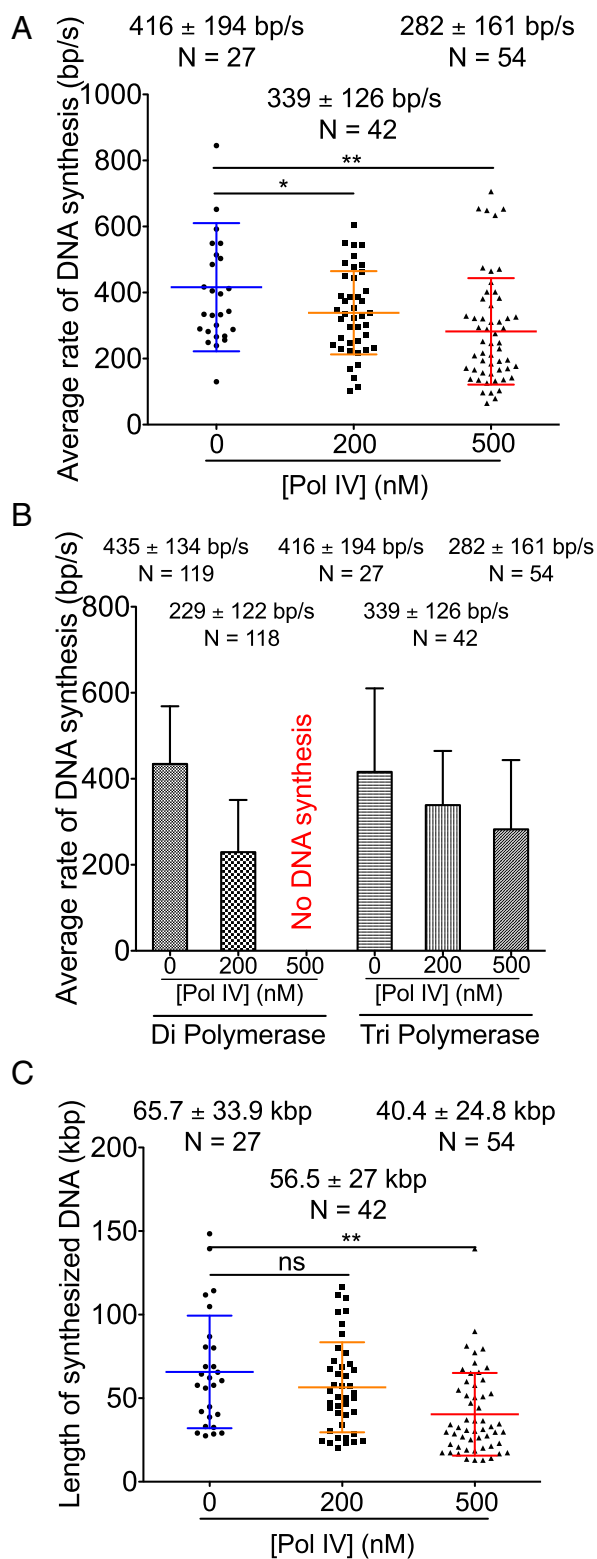 A
416 ± 194 bp/s
N = 27
282 ± 161 bp/s
N = 54
339 ± 126 bp/s
N = 42
Average rate of DNA synthesis (bp/s)
1000
800
600
400
200
0
**
*
0
200
500
[Pol IV] (nM)
B
435 ± 134 bp/s
N = 119
416 ± 194 bp/s
N = 27
282 ± 161 bp/s
N = 54
229 ± 122 bp/s
N = 118
339 ± 126 bp/s
N = 42
Average rate of DNA synthesis (bp/s)
800
600
400
200
0
No DNA synthesis
0
200
500
0
200
500
[Pol IV] (nM)
[Pol IV] (nM)
Di Polymerase
Tri Polymerase
C
65.7 ± 33.9 kbp
N = 27
40.4 ± 24.8 kbp
N = 54
56.5 ± 27 kbp
N = 42
Length of synthesized DNA (kbp)
200
150
100
50
0
**
ns
0
200
500
[Pol IV] (nM)